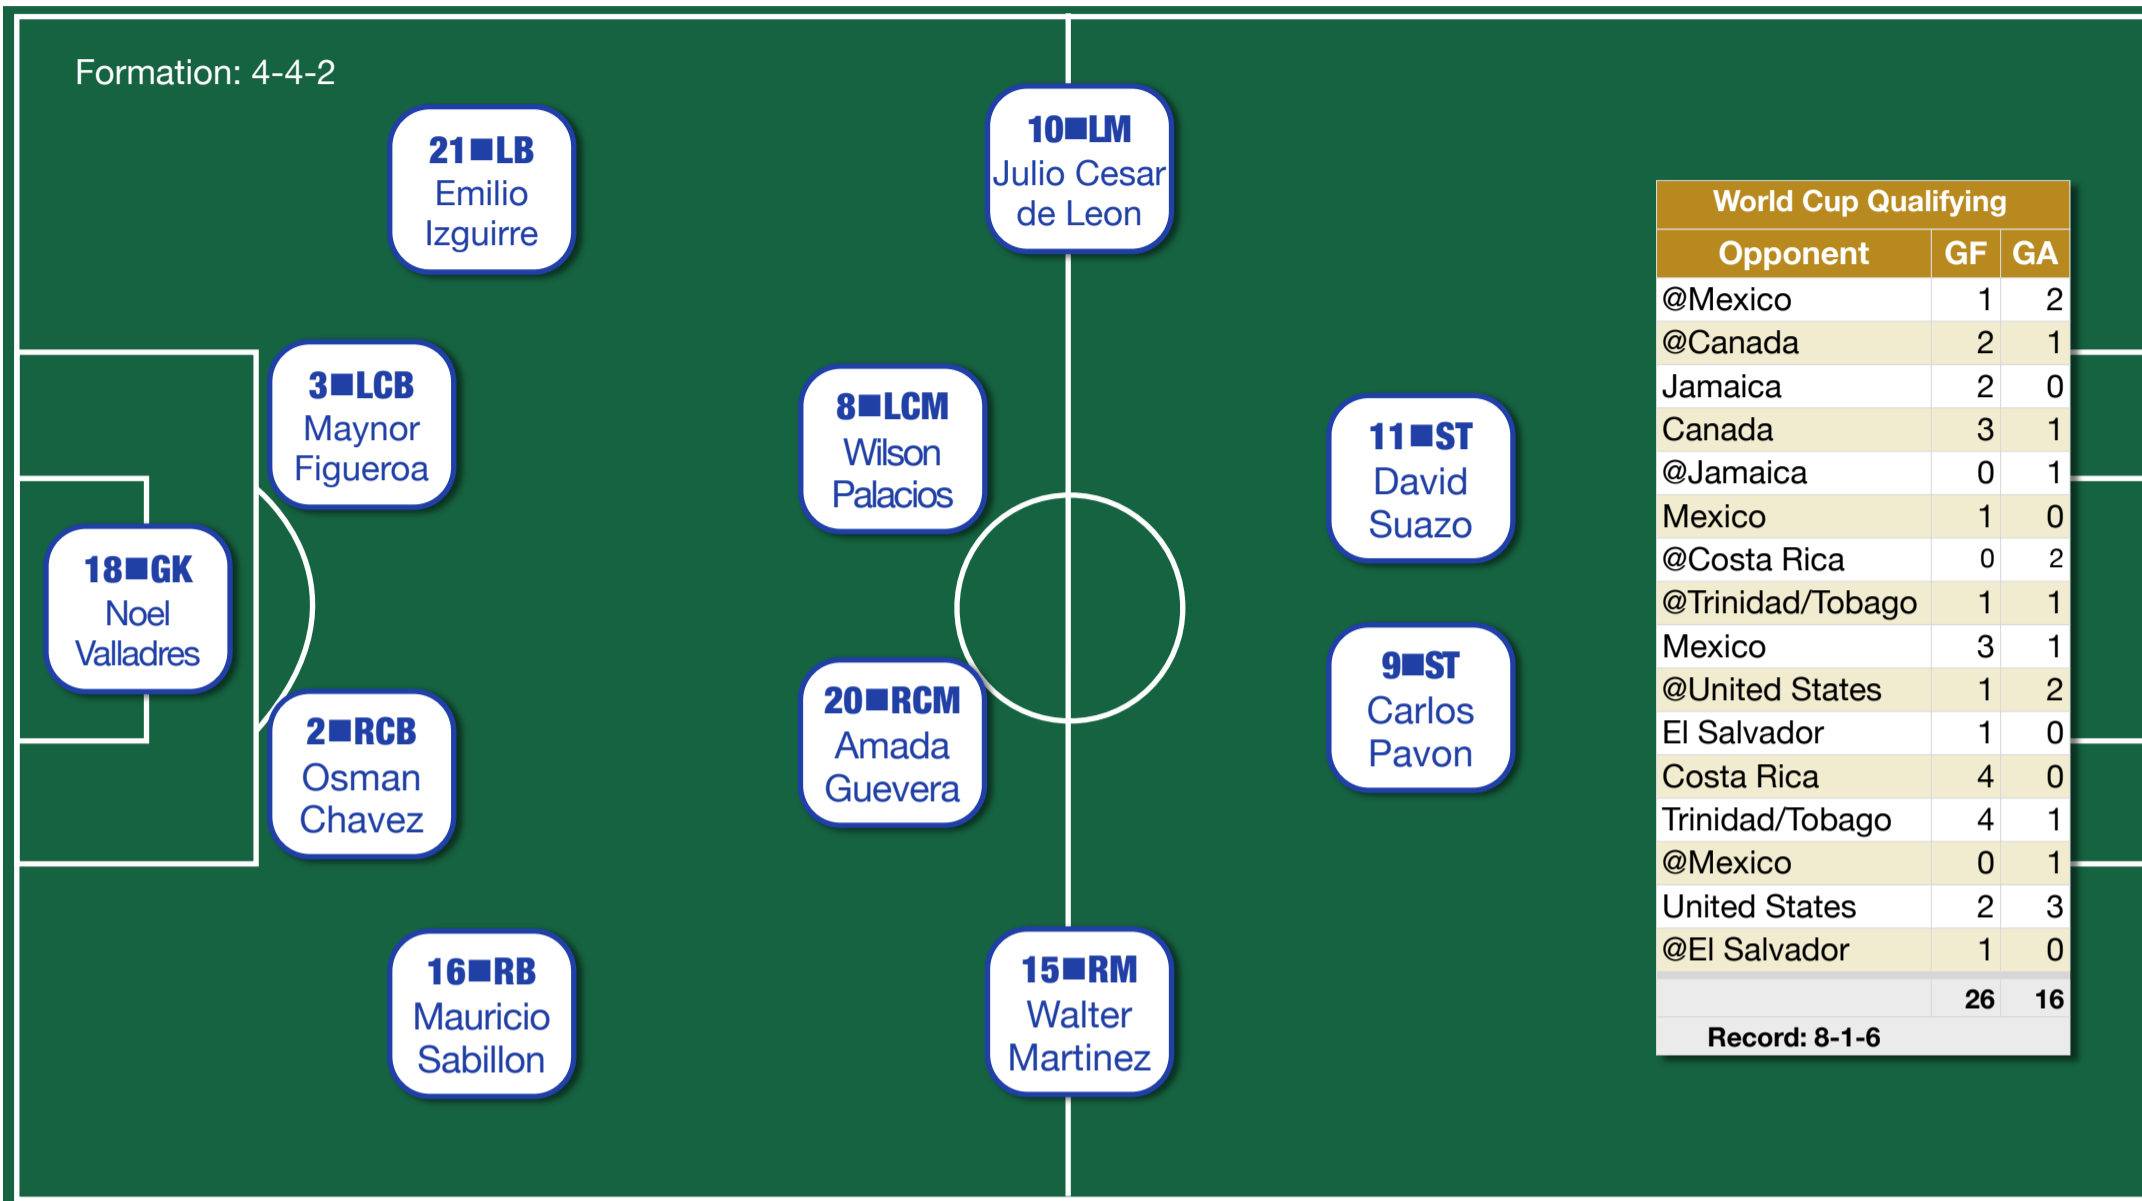 Formation: 4-4-2
21■LB
Emilio
Izguirre
10■LM
Julio Cesar
de Leon
3■LCB
Maynor
Figueroa
8■LCM
Wilson
Palacios
11■ST
David
Suazo
18■GK
Noel
Valladres
2■RCB
Osman
Chavez
20■RCM
Amada
Guevera
9■ST
Carlos
Pavon
16■RB
Mauricio
Sabillon
15■RM
Walter
Martinez
World Cup Qualifying
Opponent GF GA
@Mexico 1 2
@Canada 2 1
Jamaica 2 0
Canada 3 1
@Jamaica 0 1
Mexico 1 0
@Costa Rica 0 2
@Trinidad/Tobago 1 1
Mexico 3 1
@United States 1 2
El Salvador 1 0
Costa Rica 4 0
Trinidad/Tobago 4 1
@Mexico 0 1
United States 2 3
@El Salvador 1 0
26 16
Record: 8-1-6